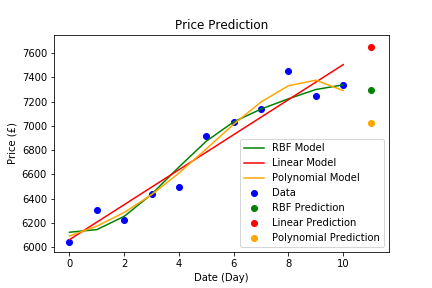 Price Prediction
Price (£)
7600
7400
7200
7000
6800
6600
6400
6200
6000
RBF Model
Linear Model
Polynomial Model
Data
RBF Prediction
Linear Prediction
Polynomial Prediction
0
2
4
6
8
10
Date (Day)